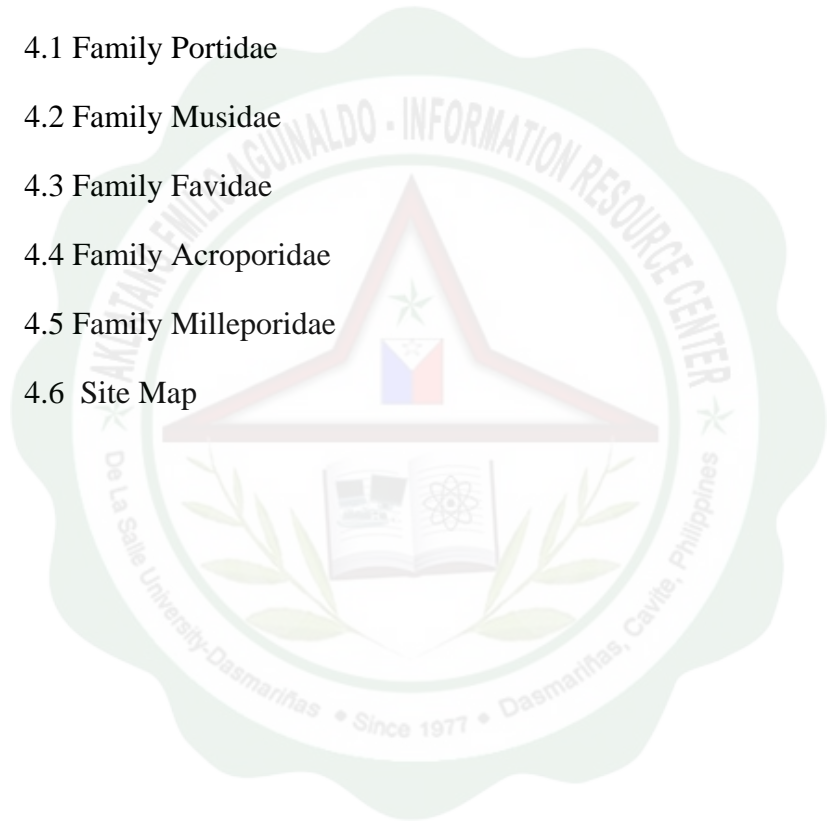 4.1 Family Portidae
4.2 Family Musidae
4.3 Family Favidae
4.4 Family Acroporidae
4.5 Family Milleporidae
4.6 Site Map
AKLATANG EMILIO AGUINALDO - INFORMATION RESOURCE CENTER
De La Salle University-Dasmariñas • Since 1977 • Dasmariñas, Cavite, Philippines